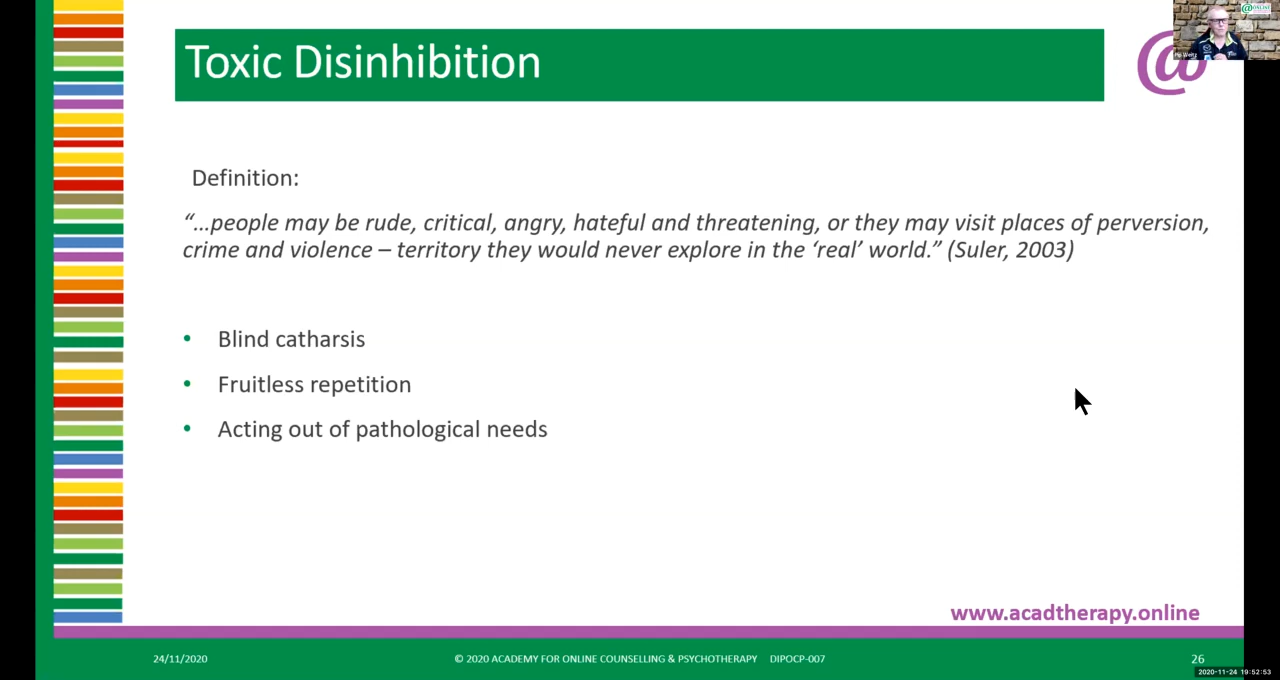 Toxic Disinhibition
@
@ONLINE
Definition:
“…people may be rude, critical, angry, hateful and threatening, or they may visit places of perversion,
crime and violence – territory they would never explore in the ‘real’ world.” (Suler, 2003)
• Blind catharsis
• Fruitless repetition
• Acting out of pathological needs
www.acadtherapy.online
24/11/2020
© 2020 ACADEMY FOR ONLINE COUNSELLING & PSYCHOTHERAPY DIPOCP-007
26
2020-11-24 19:52:53